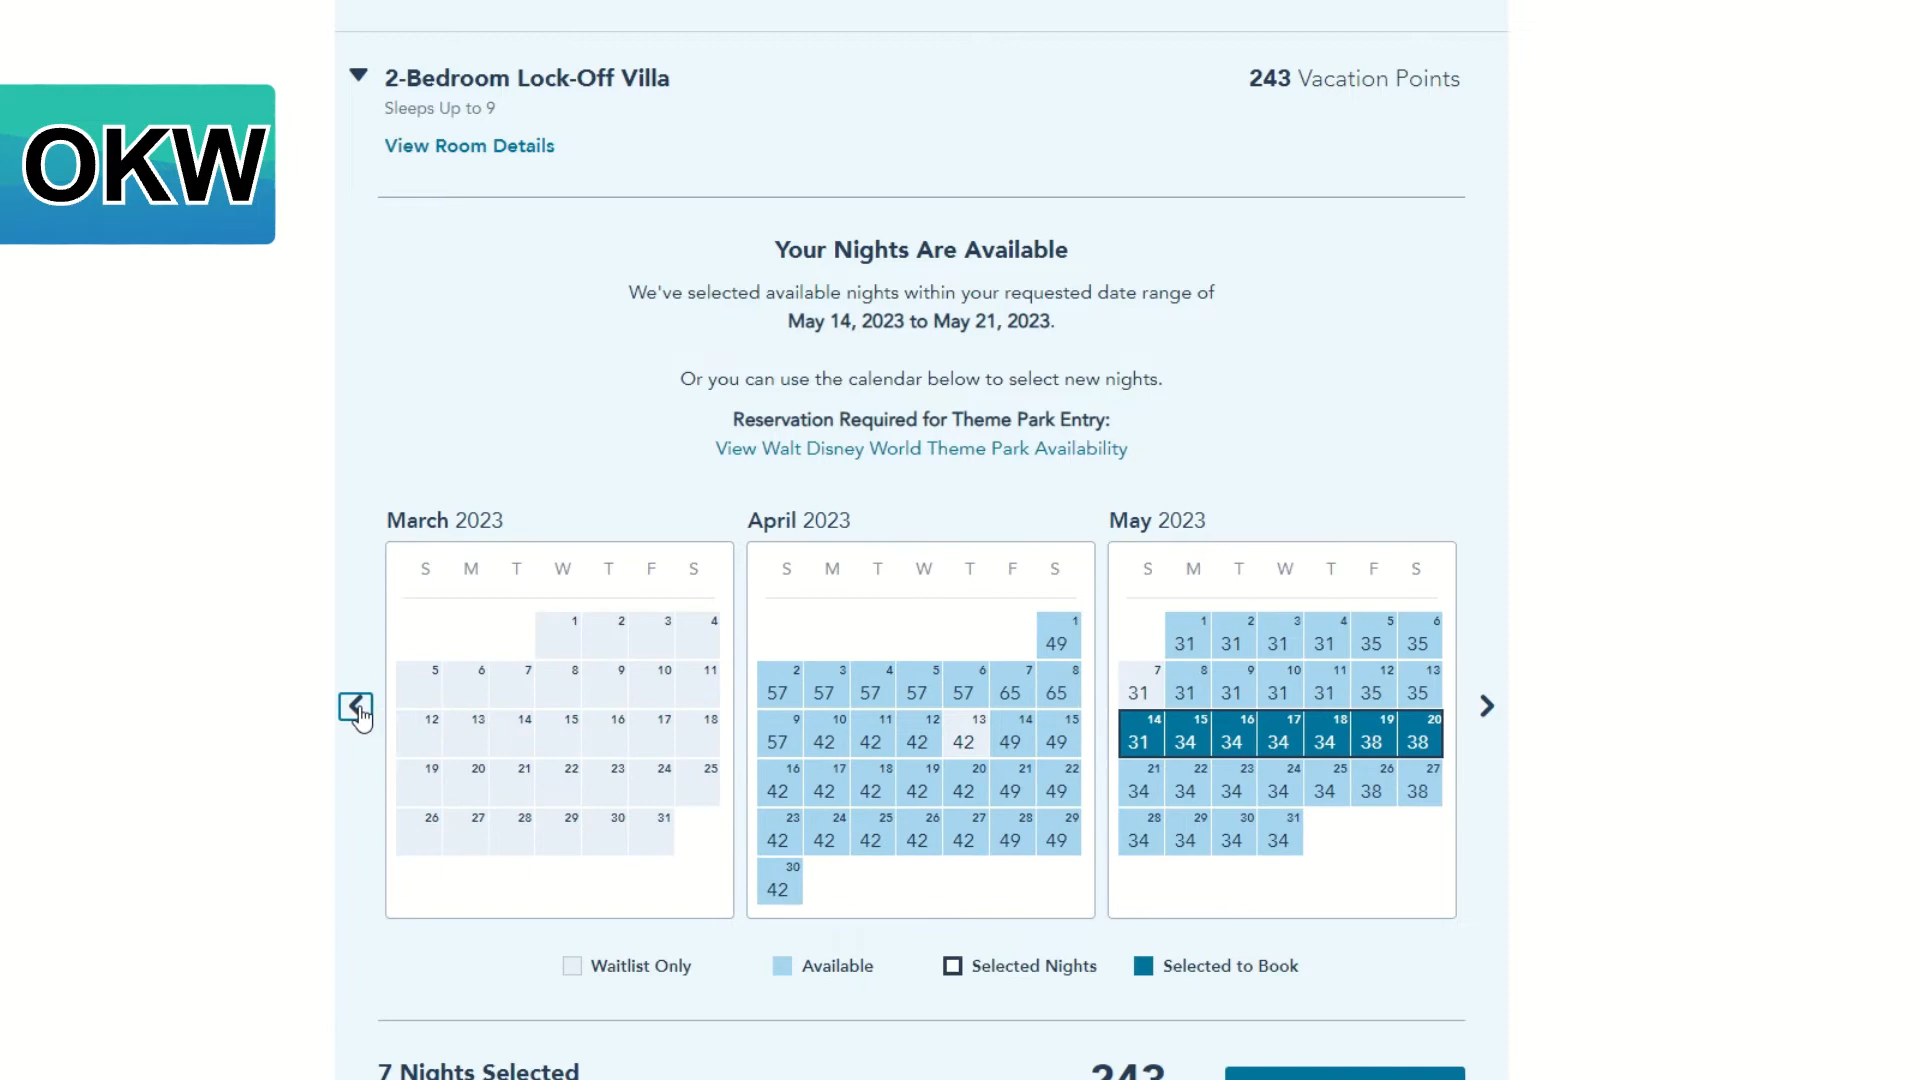 OKW
2-Bedroom Lock-Off Villa
243 Vacation Points
Sleeps Up to 9
View Room Details
Your Nights Are Available
We've selected available nights within your requested date range of
May 14, 2023 to May 21, 2023.
Or you can use the calendar below to select new nights.
Reservation Required for Theme Park Entry:
View Walt Disney World Theme Park Availability
March 2023
S M T W T F S
1 2 3 4
5 6 7 8 9 10 11
12 13 14 15 16 17 18
19 20 21 22 23 24 25
26 27 28 29 30 31
April 2023
S M T W T F S
1
49
2 3 4 5 6 7 8
57 57 57 57 57 65 65
9 10 11 12 13 14 15
57 42 42 42 42 49 49
16 17 18 19 20 21 22
42 42 42 42 42 49 49
23 24 25 26 27 28 29
42 42 42 42 42 49 49
30
42
May 2023
S M T W T F S
1 2 3 4 5 6
31 31 31 31 35 35
7 8 9 10 11 12 13
31 31 31 31 31 35 35
14 15 16 17 18 19 20
31 34 34 34 34 38 38
21 22 23 24 25 26 27
34 34 34 34 34 38 38
28 29 30 31
34 34 34 34
Waitlist Only
Available
Selected Nights
Selected to Book
7 Nights Selected
243